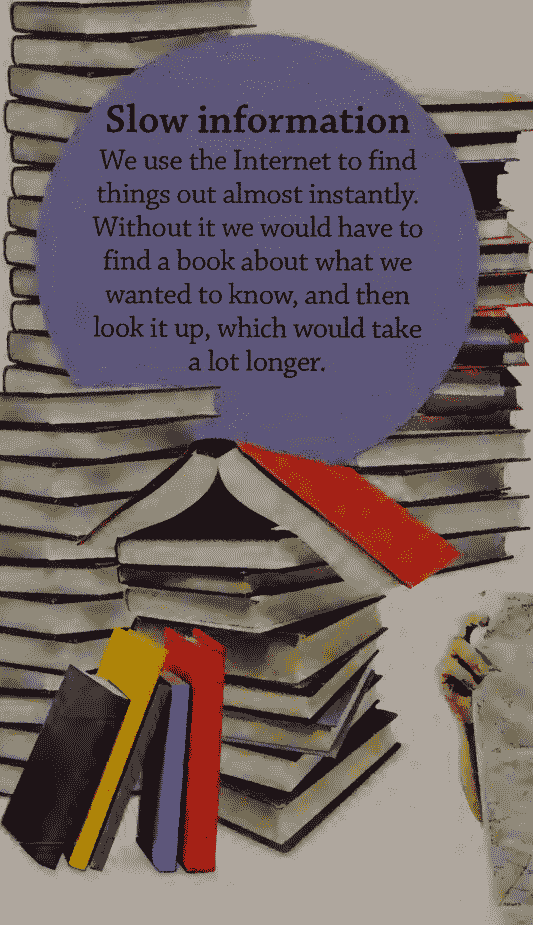 Slow information
We use the Internet to find
things out almost instantly.
Without it we would have to
find a book about what we
wanted to know, and then
look it up, which would take
a lot longer.